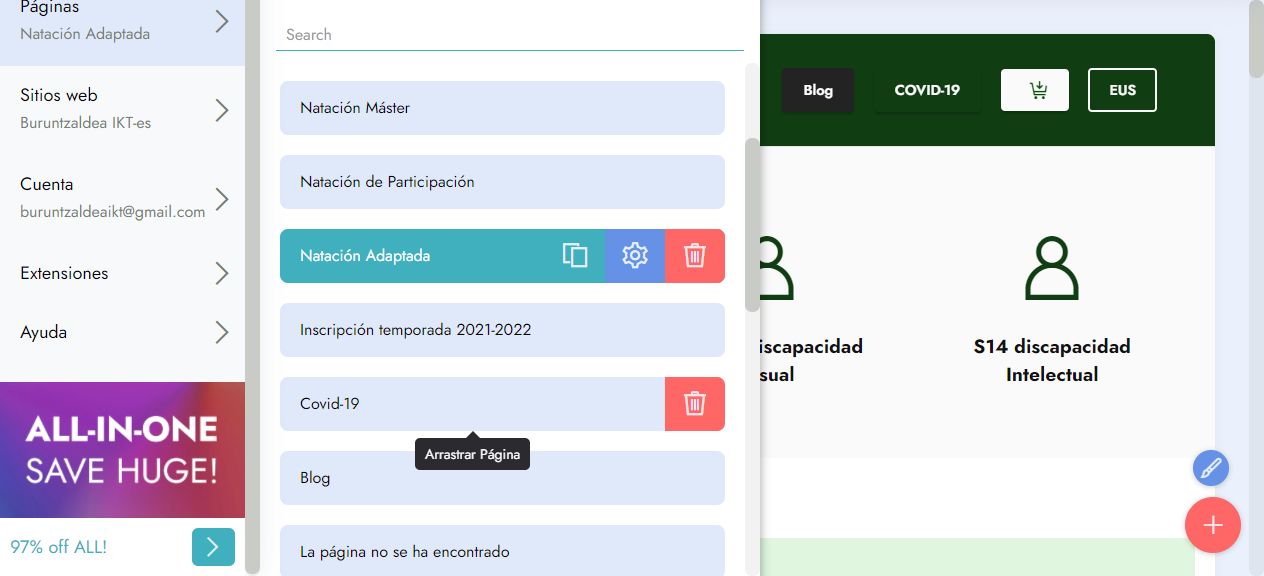 Páginas
Natación Adaptada
Sitios web
Buruntzaldea IKT-es
Cuenta
buruntzaldeaikt@gmail.com
Extensiones
Ayuda
ALL-IN-ONE
SAVE HUGE!
97% off ALL!
Search
Natación Máster
Natación de Participación
Natación Adaptada
Inscripción temporada 2021-2022
Covid-19
Arrastrar Página
Blog
La página no se ha encontrado
Blog
COVID-19
EUS
iscapacidad
sual
S14 discapacidad
Intelectual